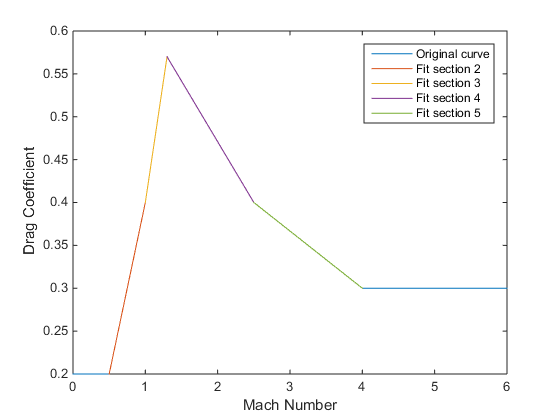 0.6
0.55
0.5
0.45
0.4
0.35
0.3
0.25
0.2
Drag Coefficient
Original curve
Fit section 2
Fit section 3
Fit section 4
Fit section 5
0 1 2 3 4 5 6
Mach Number